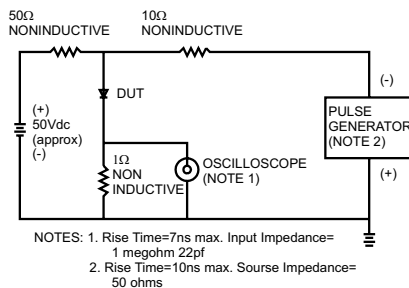 50Ω
NONINDUCTIVE
10Ω
NONINDUCTIVE
(+)
50Vdc
(approx)
(-)
DUT
1Ω
NON
INDUCTIVE
OSCILLOSCOPE
(NOTE 1)
(-)
PULSE
GENERATOR
(NOTE 2)
(+)
NOTES: 1. Rise Time=7ns max. Input Impedance=
1 megohm 22pf
2. Rise Time=10ns max. Sourse Impedance=
50 ohms